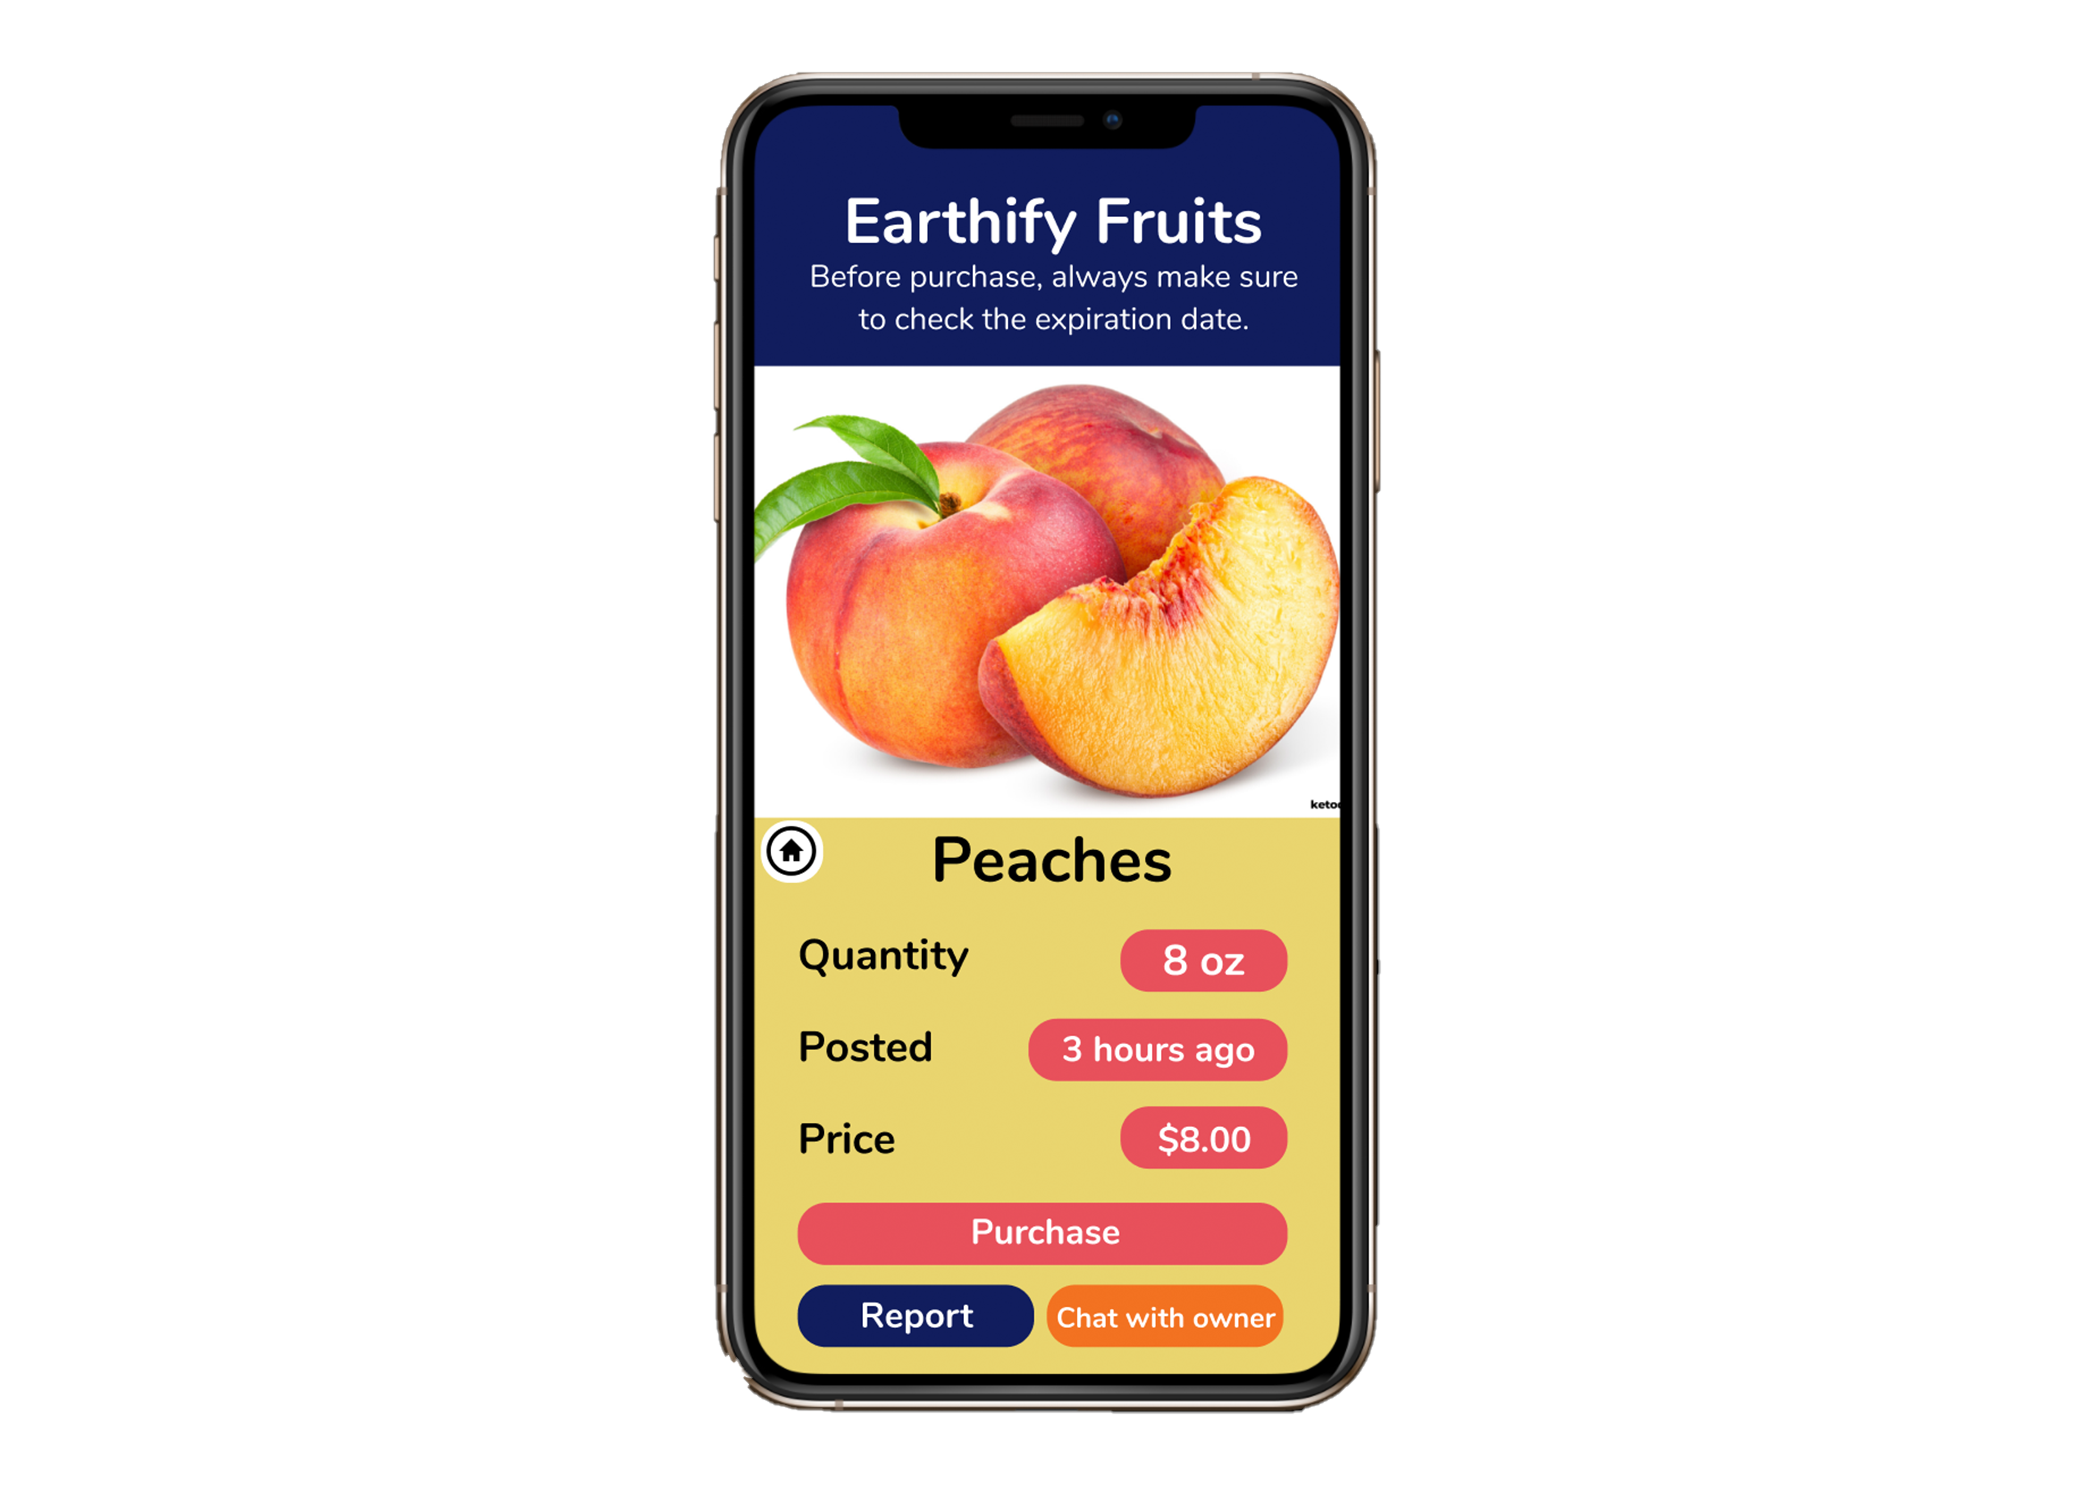 Earthify Fruits
Before purchase, always make sure
to check the expiration date.
Peaches
Quantity
8 oz
Posted
3 hours ago
Price
$8.00
Purchase
Report
Chat with owner